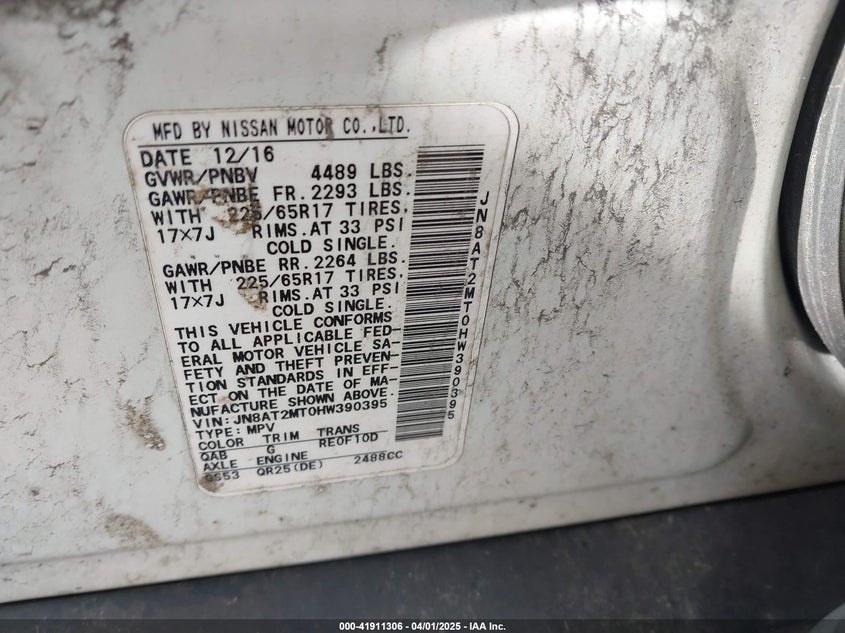 MFD BY NISSAN MOTOR CO.,LTD.
DATE 12/16
GVWR/PNBV 4489 LBS.
GAWR/PNBE FR. 2293 LBS.
WITH 225/65R17 TIRES.
17×7J RIMS. AT 33 PSI
COLD SINGLE.
GAWR/PNBE RR. 2264 LBS.
WITH 225/65R17 TIRES.
17×7J RIMS. AT 33 PSI
COLD SINGLE.
THIS VEHICLE CONFORMS
TO ALL APPLICABLE FED-
ERAL MOTOR VEHICLE SA-
FETY AND THEFT PREVEN-
TION STANDARDS IN EFF-
ECT ON THE DATE OF MA-
NUFACTURE SHOWN ABOVE.
VIN: JN8AT2MT0HW390395
TYPE: MPV
COLOR TRIM TRANS
QAB G RE0F10D
AXLE ENGINE
QR25(DE) 2488CC
JN8AT2MT0HW390395
000-41911306 | 04/01/2025 | IAA Inc.